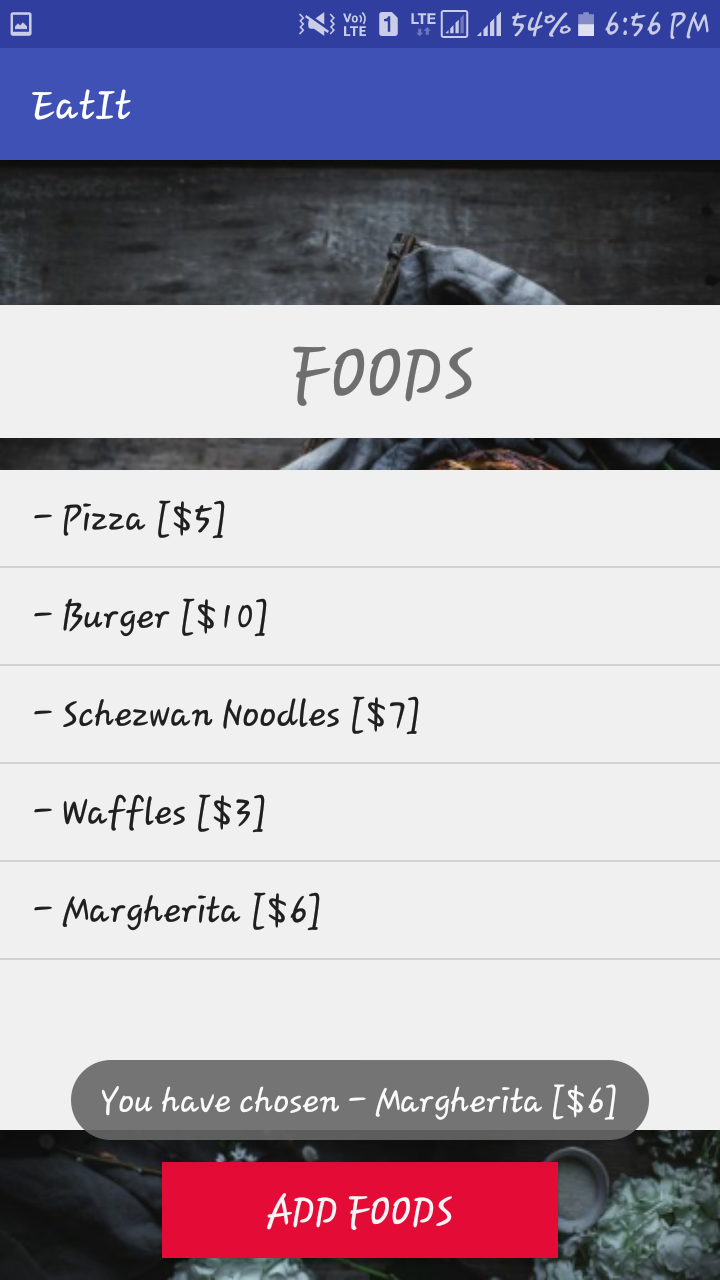 Vo)) LTE 1 LTE 54% 6:56 PM
EatIt
FOODS
- Pizza [$5]
- Burger [$10]
- Schezwan Noodles [$7]
- Waffles [$3]
- Margherita [$6]
You have chosen - Margherita [$6]
ADD FOODS